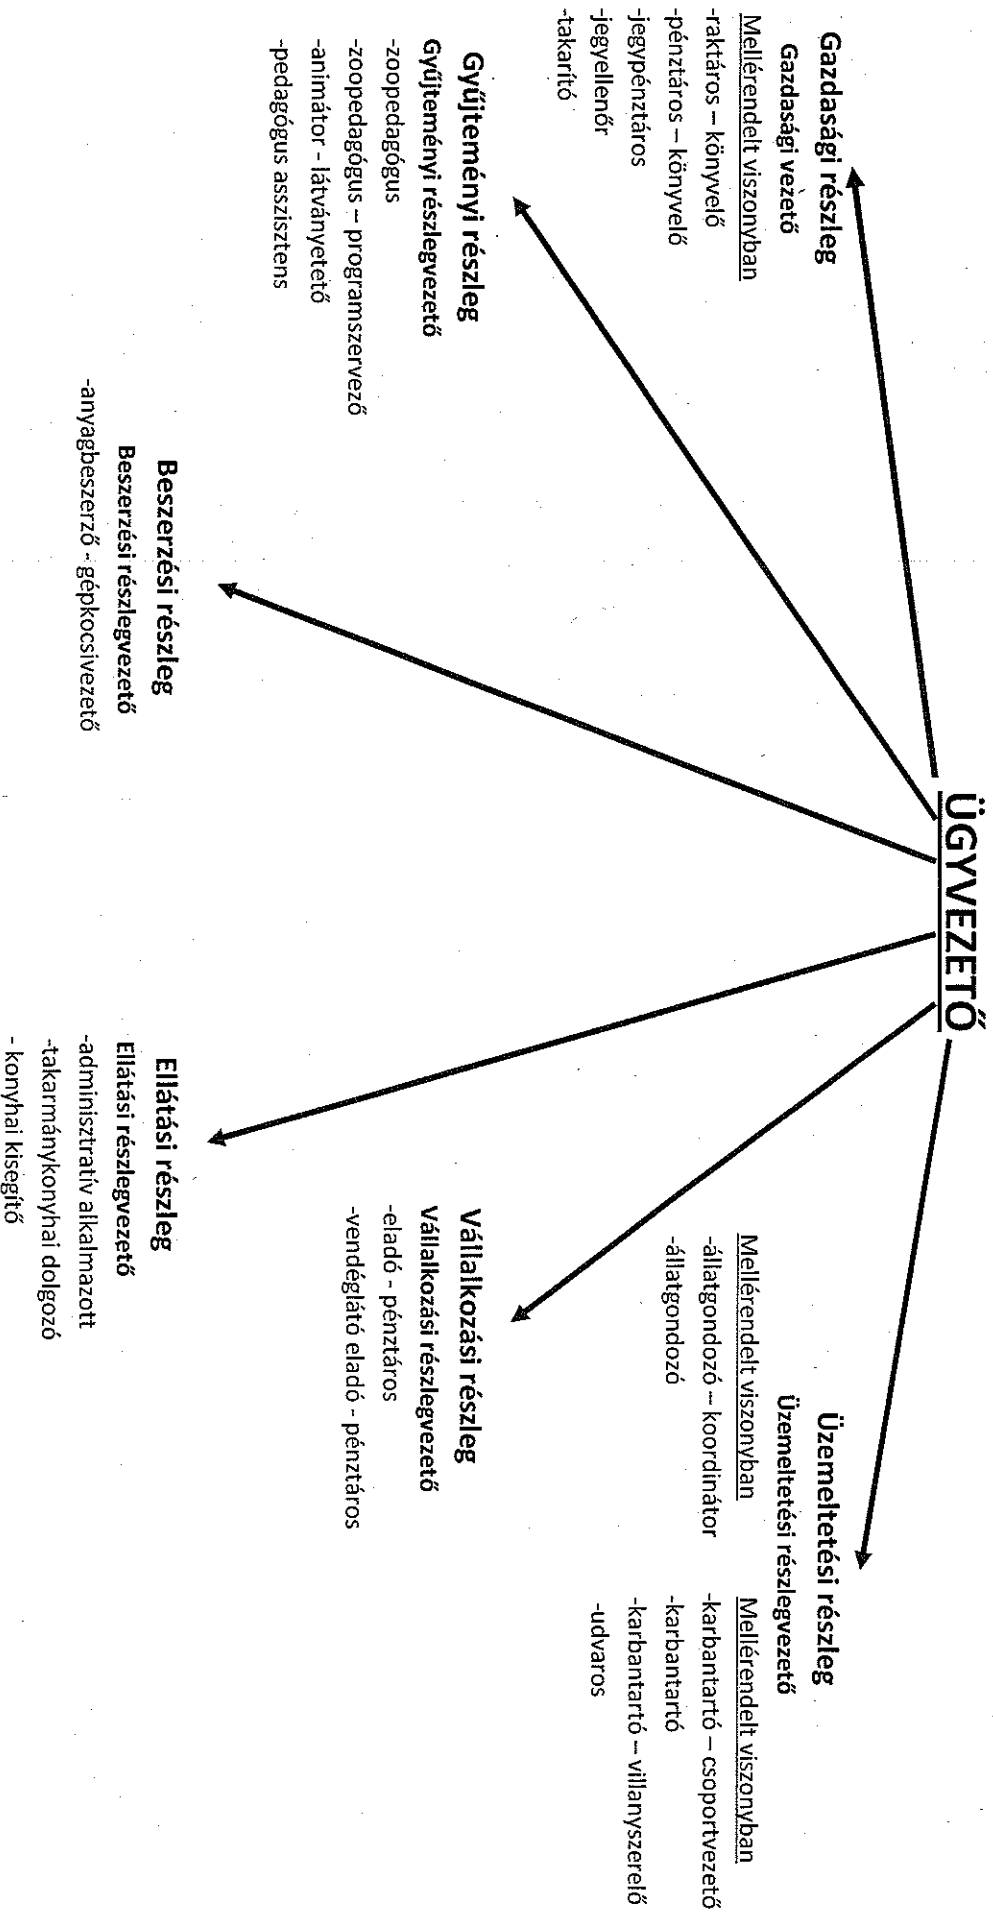 ÜGYVEZETŐ
Gazdasági részleg
Gazdasági vezető
Mellérendelt viszonyban
-raktáros – könyvelő
-pénztáros – könyvelő
-jegypénztáros
-jegyellenőr
-takarító
Gyűjteményi részleg
Gyűjteményi részlegvezető
-zoopedagógus
-zoopedagógus – programszervező
-animátor - látványetető
-pedagógus asszisztens
Beszerzési részleg
Beszerzési részlegvezető
-anyagbeszerző - gépkocsivezető
Ellátási részleg
Ellátási részlegvezető
-adminisztratív alkalmazott
-takarmánykonyhai dolgozó
- konyhai kisegítő
Vállalkozási részleg
Vállalkozási részlegvezető
-eladó - pénztáros
-vendéglátó eladó - pénztáros
Üzemeltetési részleg
Üzemeltetési részlegvezető
Mellérendelt viszonyban
-állatgondozó – koordinátor
-állatgondozó
Mellérendelt viszonyban
-karbantartó – csoportvezető
-karbantartó
-karbantartó – villanyszerelő
-udvaros